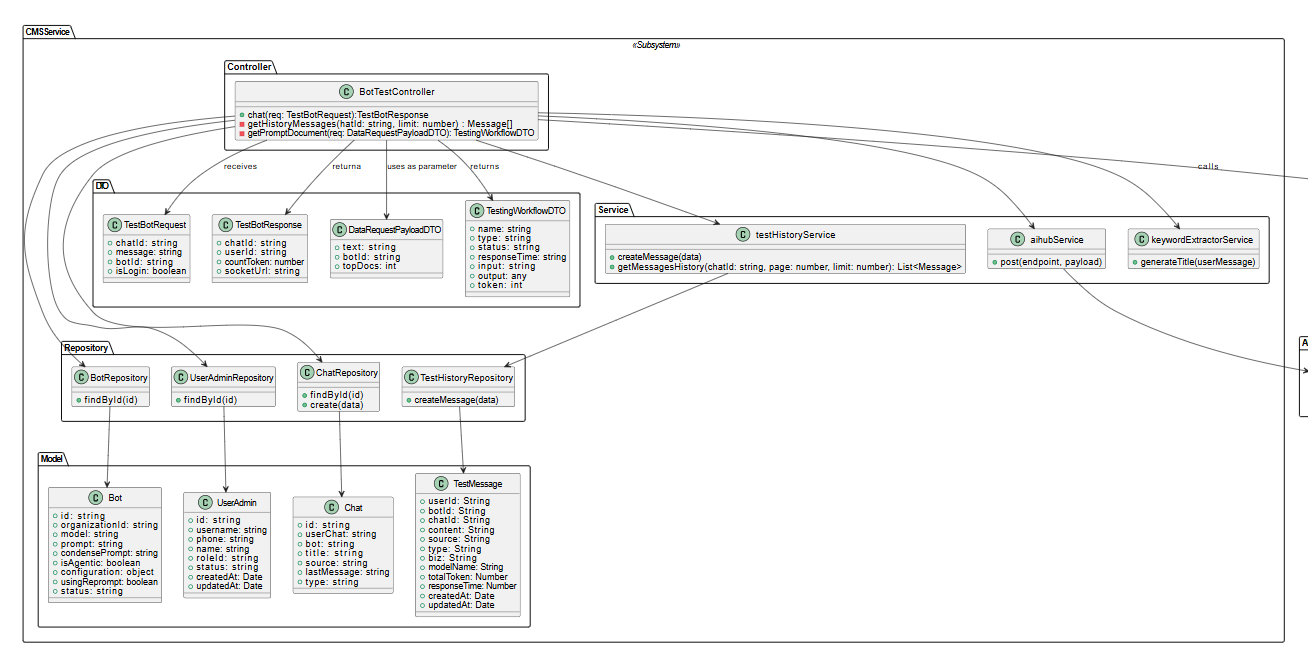 CMSService
«Subsystem»
Controller
C BotTestController
chat(req: TestBotRequest):TestBotResponse
getHistoryMessages(hatId: string, limit: number) : Message[]
getPromptDocument(req: DataRequestPayloadDTO): TestingWorkflowDTO
receives
returna
uses as parameter
returns
calls
DTO
C TestBotRequest
chatId: string
message: string
botId: string
isLogin: boolean
C TestBotResponse
chatId: string
userId: string
countToken: number
socketUrl: string
C DataRequestPayloadDTO
text: string
botId: string
topDocs: int
C TestingWorkflowDTO
name: string
type: string
status: string
responseTime: string
input: string
output: any
token: int
Service
C testHistoryService
createMessage(data)
getMessagesHistory(chatId: string, page: number, limit: number): List<Message>
C aihubService
post(endpoint, payload)
C keywordExtractorService
generateTitle(userMessage)
A
Repository
C BotRepository
findById(id)
C UserAdminRepository
findById(id)
C ChatRepository
findById(id)
create(data)
C TestHistoryRepository
createMessage(data)
Model
C Bot
id: string
organizationId: string
model: string
prompt: string
condensePrompt: string
isAgentic: boolean
configuration: object
usingReprompt: boolean
status: string
C UserAdmin
id: string
username: string
phone: string
name: string
roleId: string
status: string
createdAt: Date
updatedAt: Date
C Chat
id: string
userChat: string
bot: string
title: string
source: string
lastMessage: string
type: string
C TestMessage
userId: String
botId: String
chatId: String
content: String
source: String
type: String
biz: String
modelName: String
totalToken: Number
responseTime: Number
createdAt: Date
updatedAt: Date